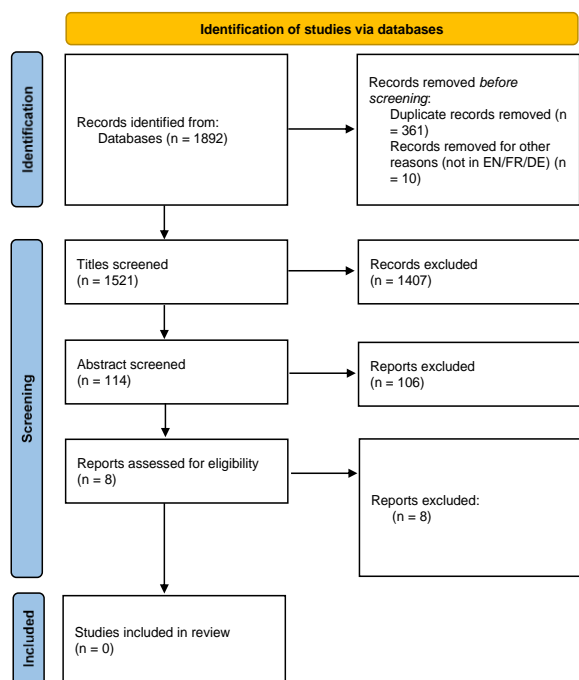 Identification of studies via databases
Identification
Records identified from:
Databases (n = 1892)
Records removed before
screening:
Duplicate records removed (n
= 361)
Records removed for other
reasons (not in EN/FR/DE) (n
= 10)
Screening
Titles screened
(n = 1521)
Records excluded
(n = 1407)
Abstract screened
(n = 114)
Reports excluded
(n = 106)
Reports assessed for eligibility
(n = 8)
Reports excluded:
(n = 8)
Included
Studies included in review
(n = 0)